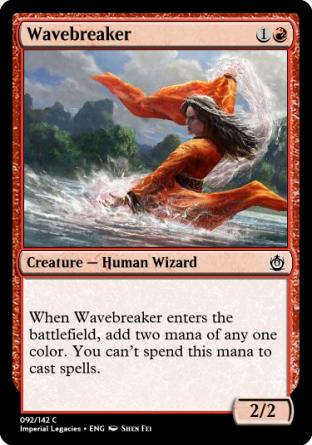 Wavebreaker 1
Creature — Human Wizard
When Wavebreaker enters the
battlefield, add two mana of any one
color. You can't spend this mana to
cast spells.
2/2
092/142 C
Imperial Legacies • ENG Shen Fei